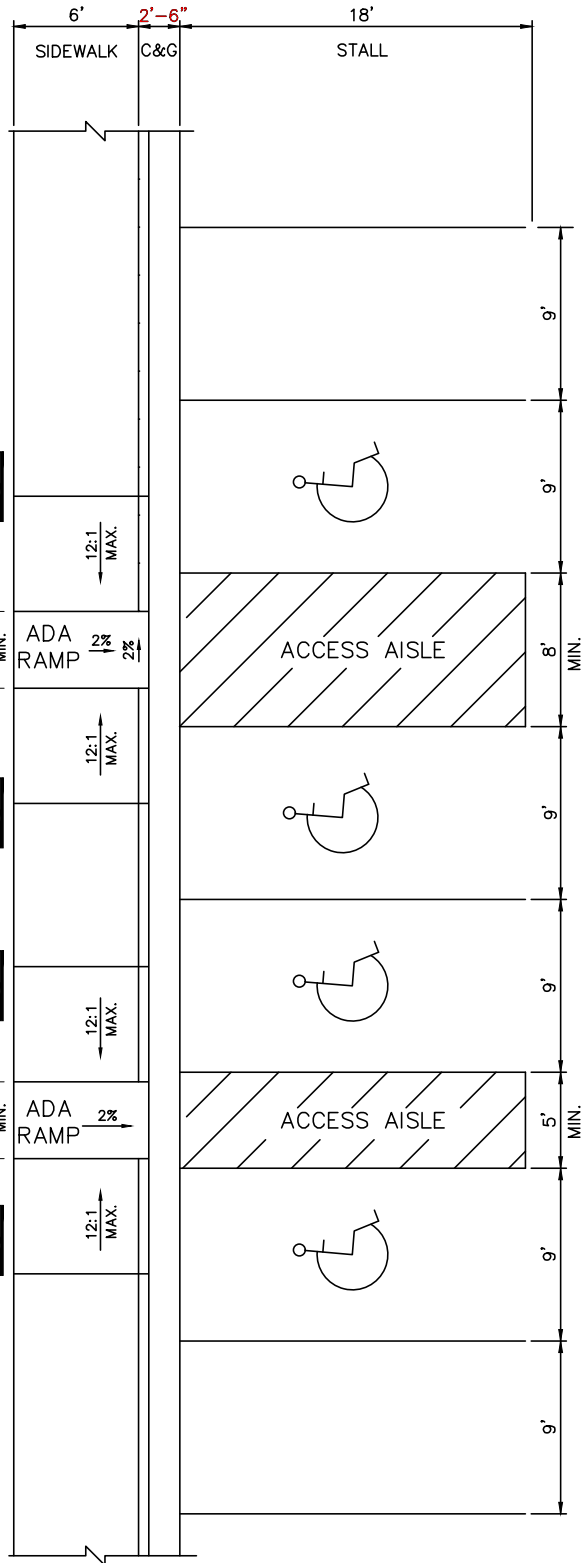 6' 2'-6" 18'
SIDEWALK C&G STALL
9'
9'
12:1
MAX.
MIN.
ADA
RAMP
2%
2%
ACCESS AISLE
8'
MIN.
12:1
MAX.
9'
9'
12:1
MAX.
MIN.
ADA
RAMP
2%
ACCESS AISLE
5'
MIN.
12:1
MAX.
9'
9'